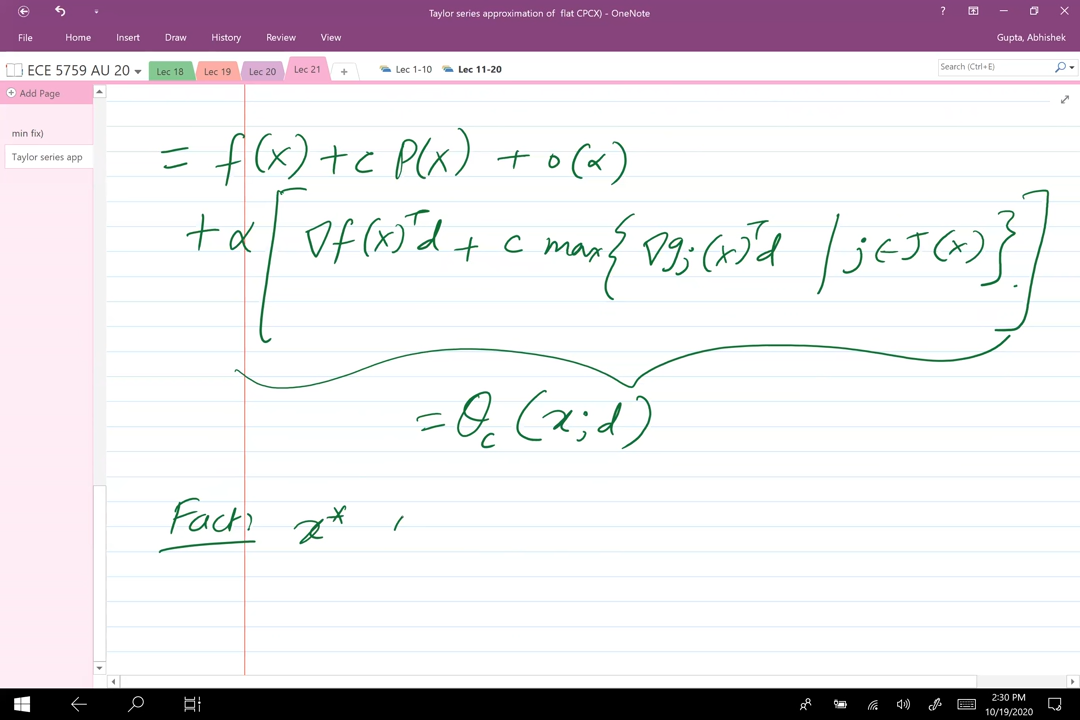 Taylor series approximation of flat CPCX) - OneNote
?
File Home Insert Draw History Review View
Gupta, Abhishek
ECE 5759 AU 20
Lec 18 Lec 19 Lec 20 Lec 21 + Lec 1-10 Lec 11-20
Search (Ctrl+E)
Add Page
min fix)
Taylor series app
= f(x) + c P(x) + o(α)
+ α [ ∇f(x)ᵀd + c max{ ∇gⱼ(x)ᵀd / j ∈ J(x) } ]
= θ_c (x; d)
Fact: x*
2:30 PM
10/19/2020